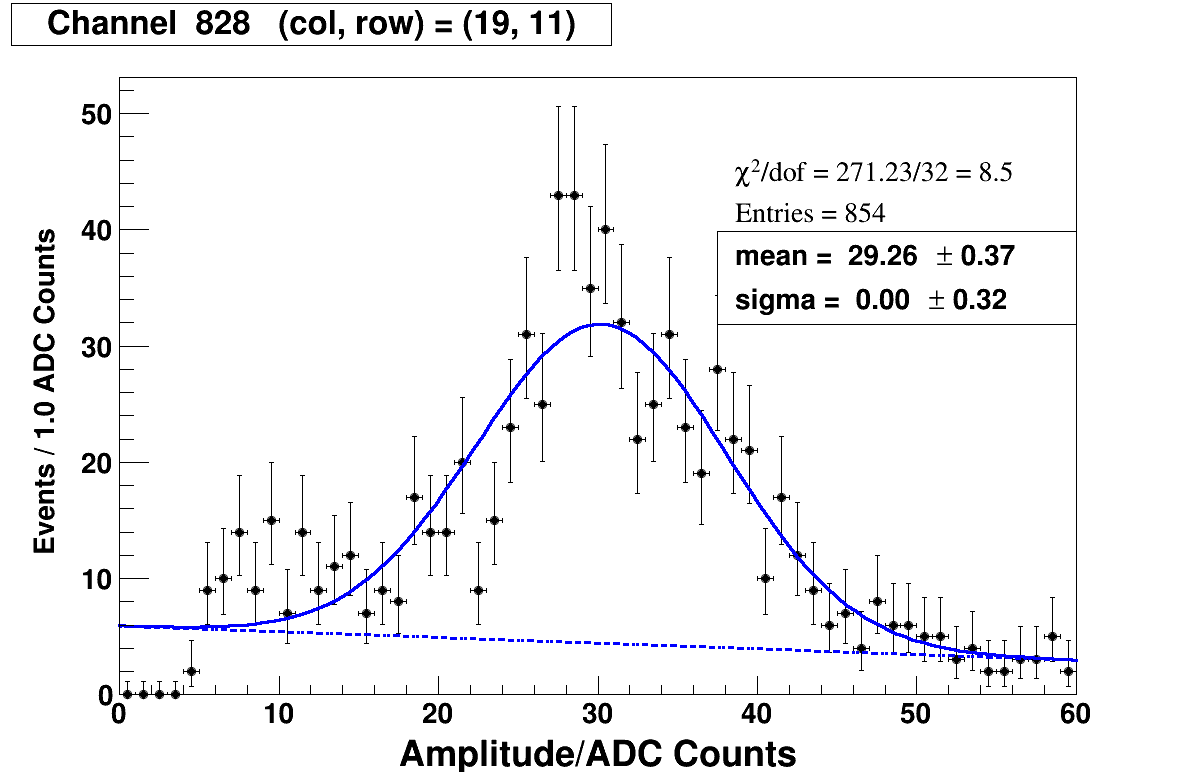 Channel 828 (col, row) = (19, 11)
50
40
30
20
10
0
Events / 1.0 ADC Counts
χ²/dof = 271.23/32 = 8.5
Entries = 854
mean = 29.26 ± 0.37
sigma = 0.00 ± 0.32
0 10 20 30 40 50 60
Amplitude/ADC Counts